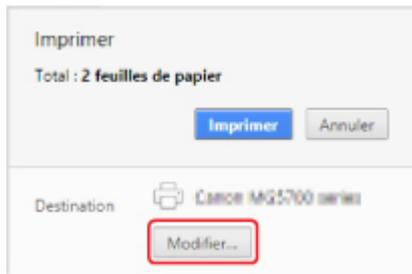 Imprimer
Total : 2 feuilles de papier
Imprimer Annuler
Destination Canon MG5700 series
Modifier...